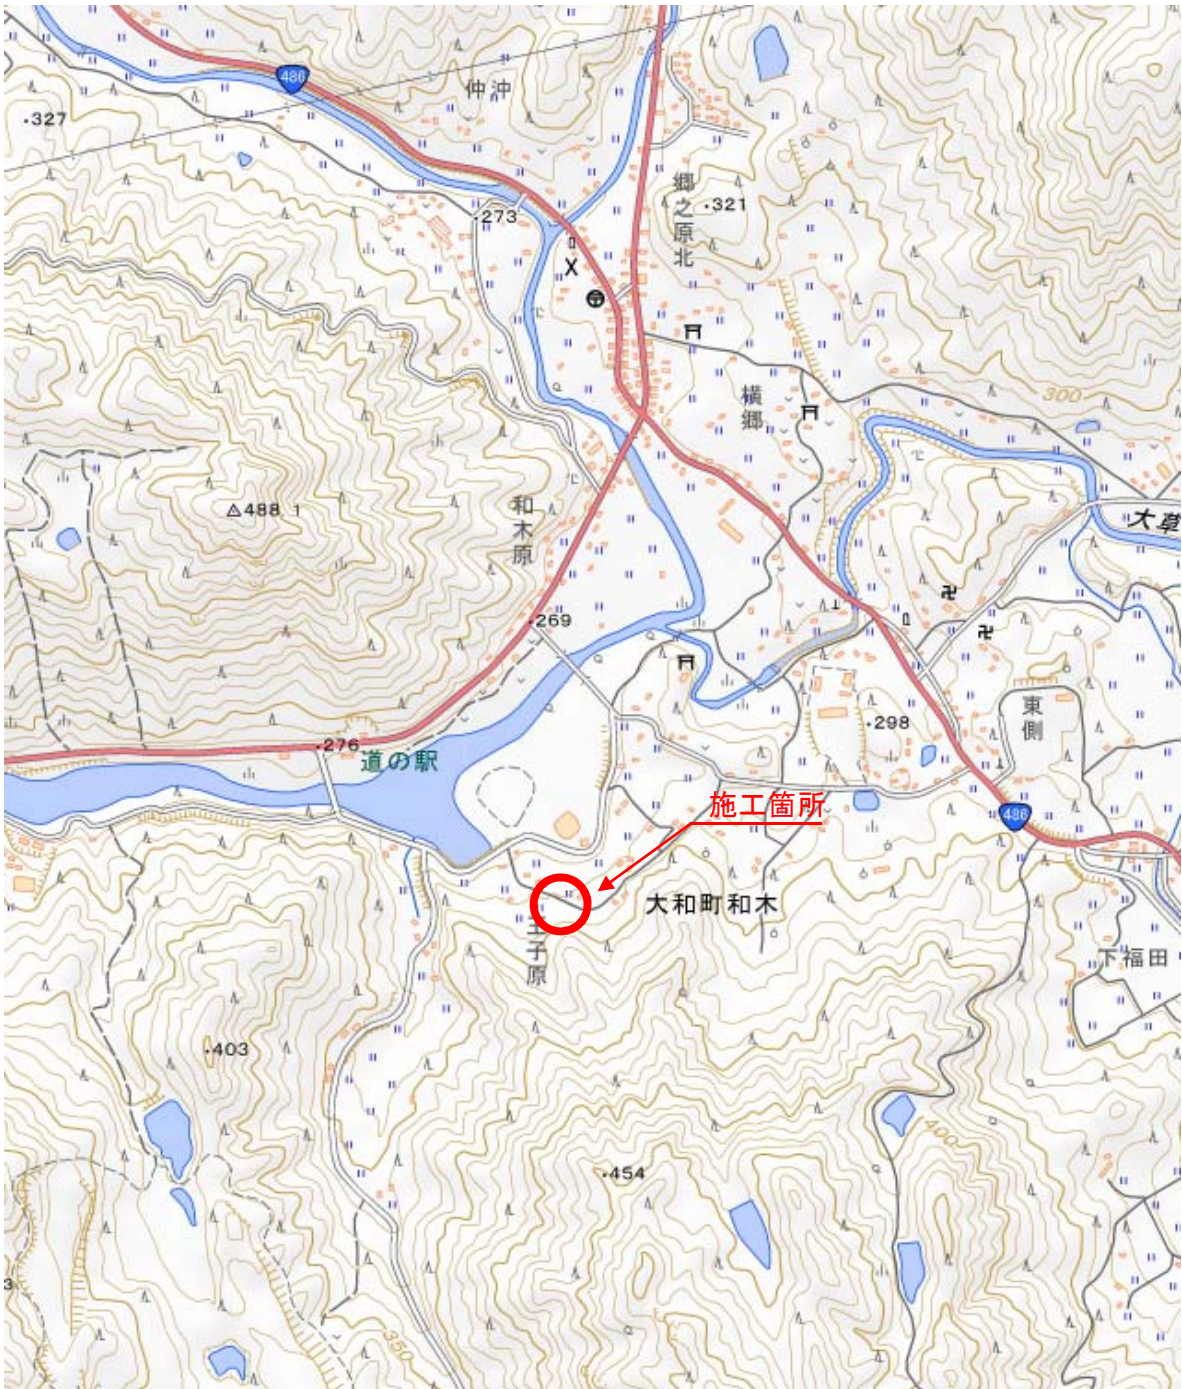 486
仲沖
327
郷之原北
321
273
横郷
300
和木原
488.1
大草
269
298
東側
276
道の駅
施工箇所
486
大和町和木
王子原
下福田
403
400
454
350